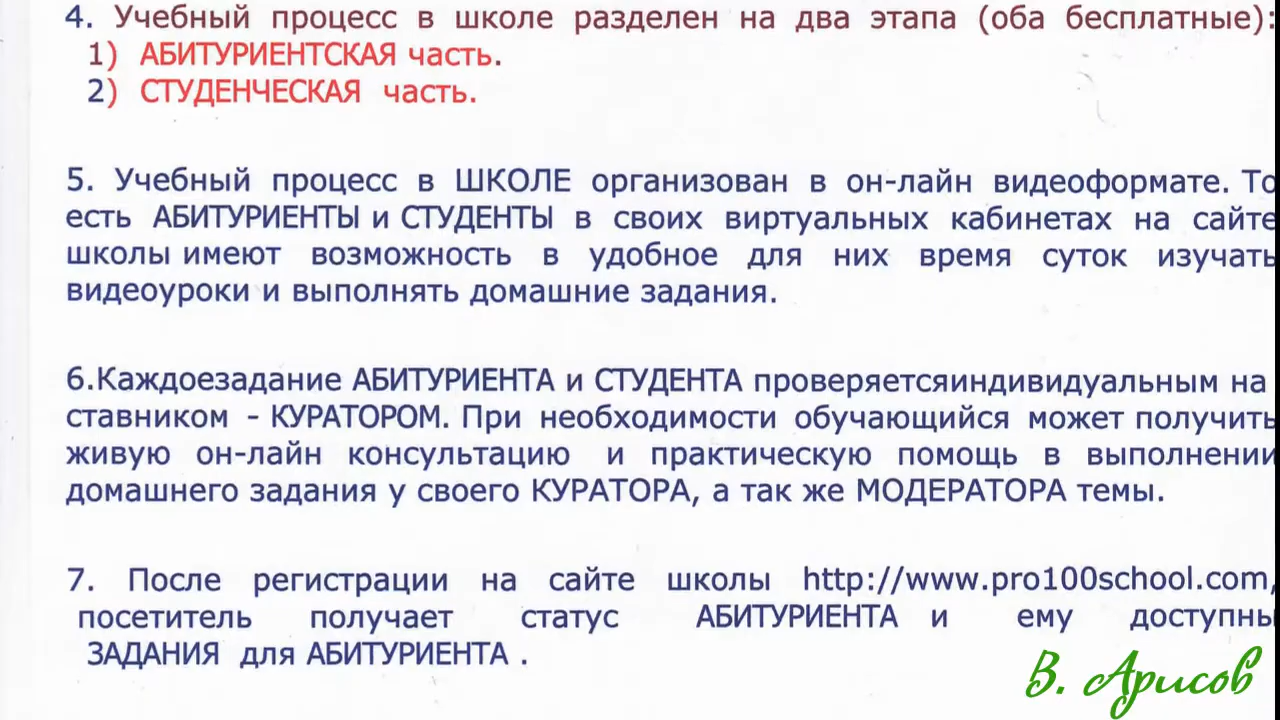 4. Учебный процесс в школе разделен на два этапа (оба бесплатные):
1) АБИТУРИЕНТСКАЯ часть.
2) СТУДЕНЧЕСКАЯ часть.
5. Учебный процесс в ШКОЛЕ организован в он-лайн видеоформате. То
есть АБИТУРИЕНТЫ и СТУДЕНТЫ в своих виртуальных кабинетах на сайте
школы имеют возможность в удобное для них время суток изучать
видеоуроки и выполнять домашние задания.
6.Каждоезадание АБИТУРИЕНТА и СТУДЕНТА проверяетсяиндивидуальным на
ставником - КУРАТОРОМ. При необходимости обучающийся может получить
живую он-лайн консультацию и практическую помощь в выполнении
домашнего задания у своего КУРАТОРА, а так же МОДЕРАТОРА темы.
7. После регистрации на сайте школы http://www.pro100school.com,
посетитель получает статус АБИТУРИЕНТА и ему доступны
ЗАДАНИЯ для АБИТУРИЕНТА .
В. Арисов